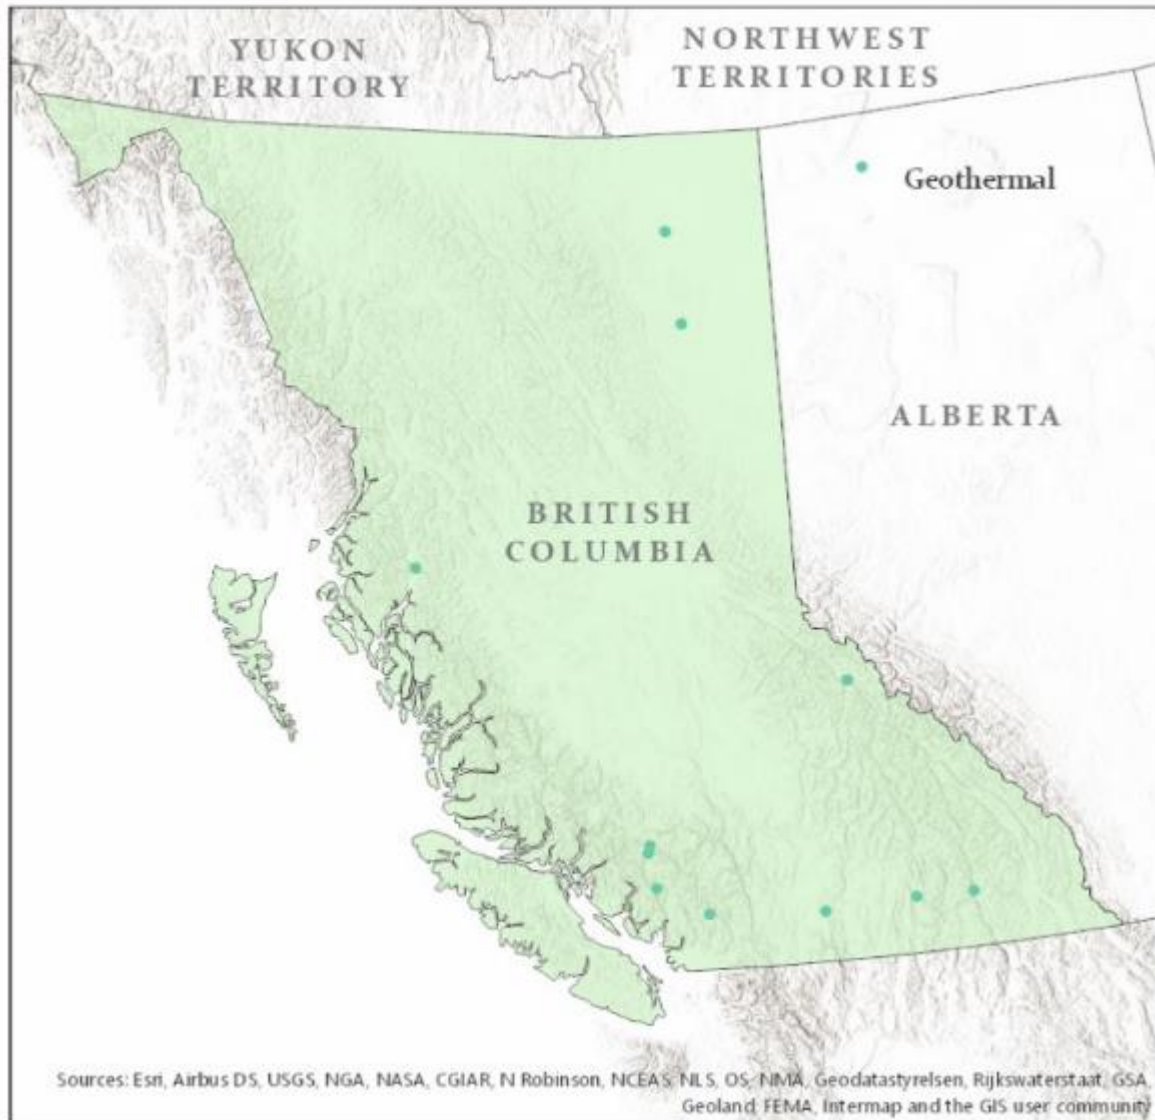 YUKON
TERRITORY
NORTHWEST
TERRITORIES
Geothermal
ALBERTA
BRITISH
COLUMBIA
Sources: Esri, Airbus DS, USGS, NGA, NASA, CGIAR, N Robinson, NCEAS, NLS, OS, NMA, Geodatastyrelsen, Rijkswaterstaat, GSA,
Geoland, FEMA, Intermap and the GIS user community